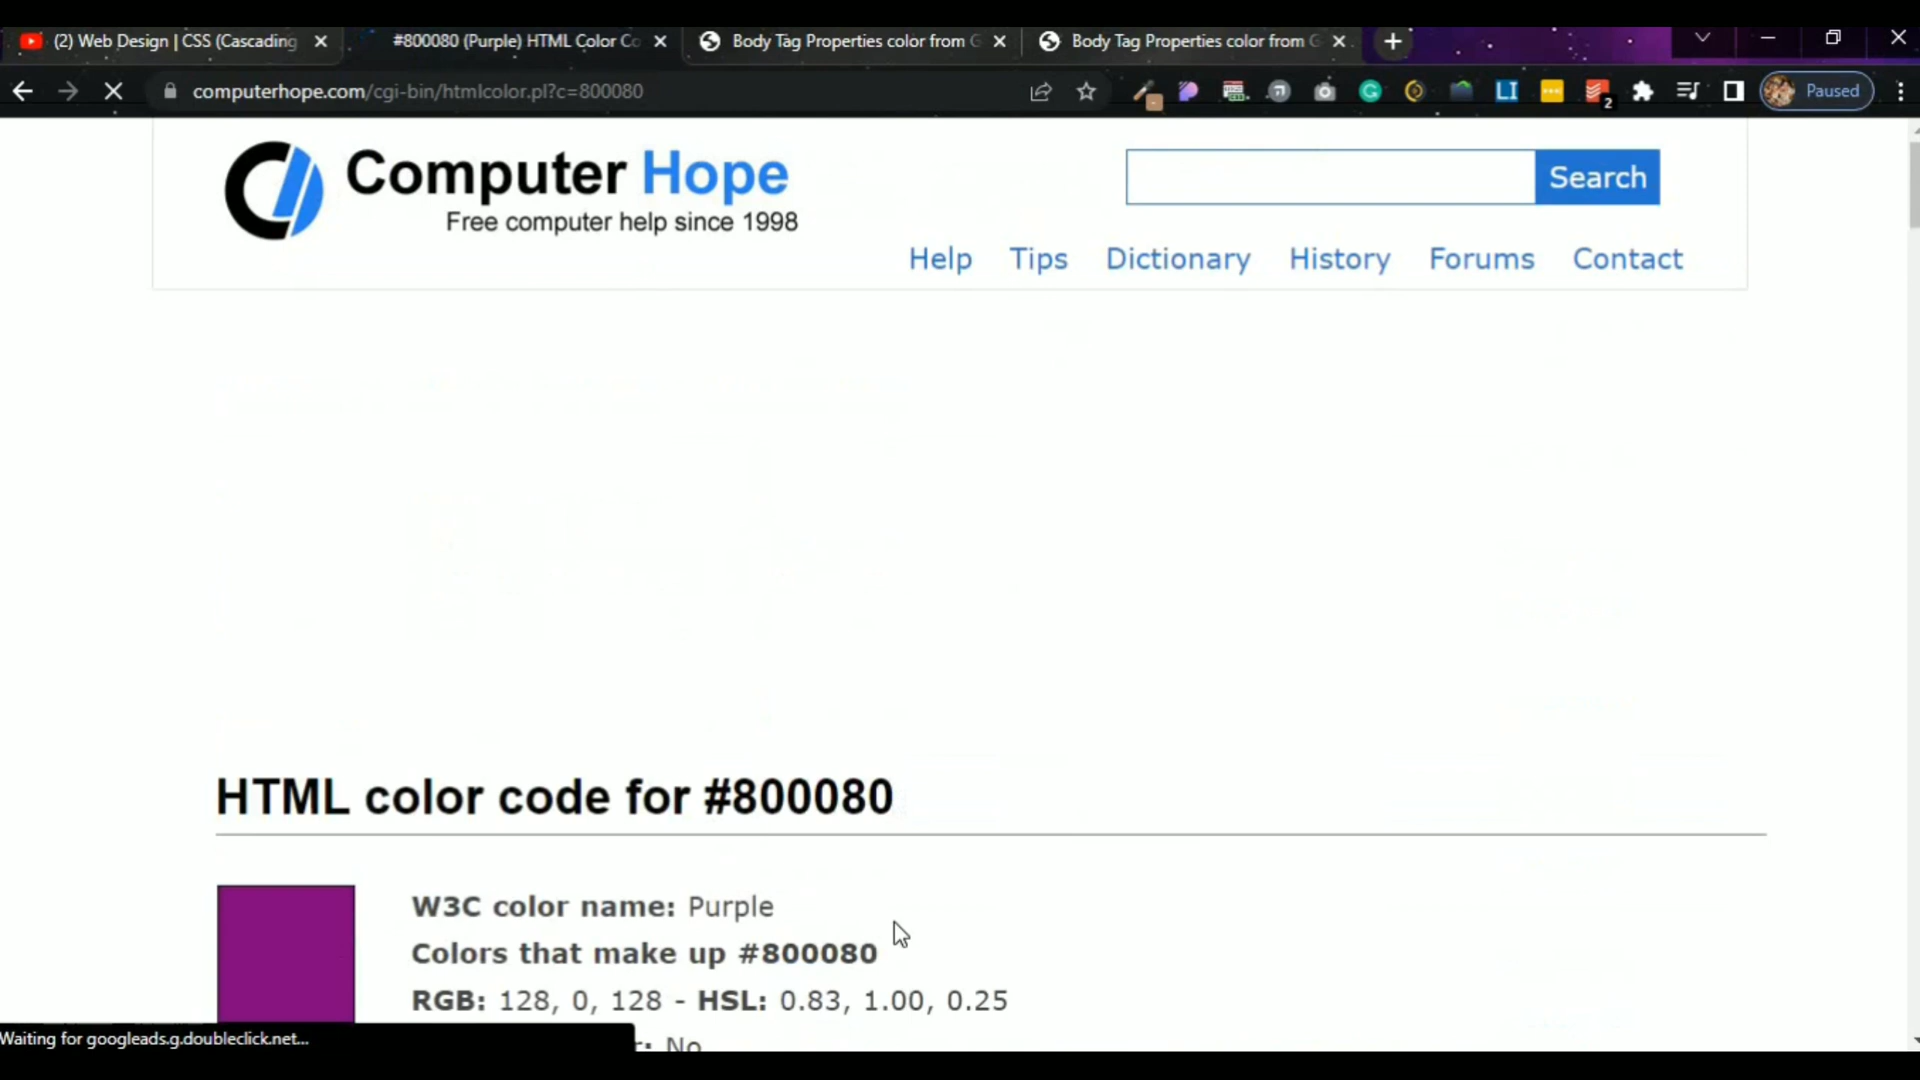 (2) Web Design | CSS (Cascading
#800080 (Purple) HTML Color Co
Body Tag Properties color from G
Body Tag Properties color from G
computerhope.com/cgi-bin/htmlcolor.pl?c=800080
LI
2
Paused
Computer Hope
Free computer help since 1998
Search
Help Tips Dictionary History Forums Contact
HTML color code for #800080
W3C color name: Purple
Colors that make up #800080
RGB: 128, 0, 128 - HSL: 0.83, 1.00, 0.25
Waiting for googleads.g.doubleclick.net...
r: No